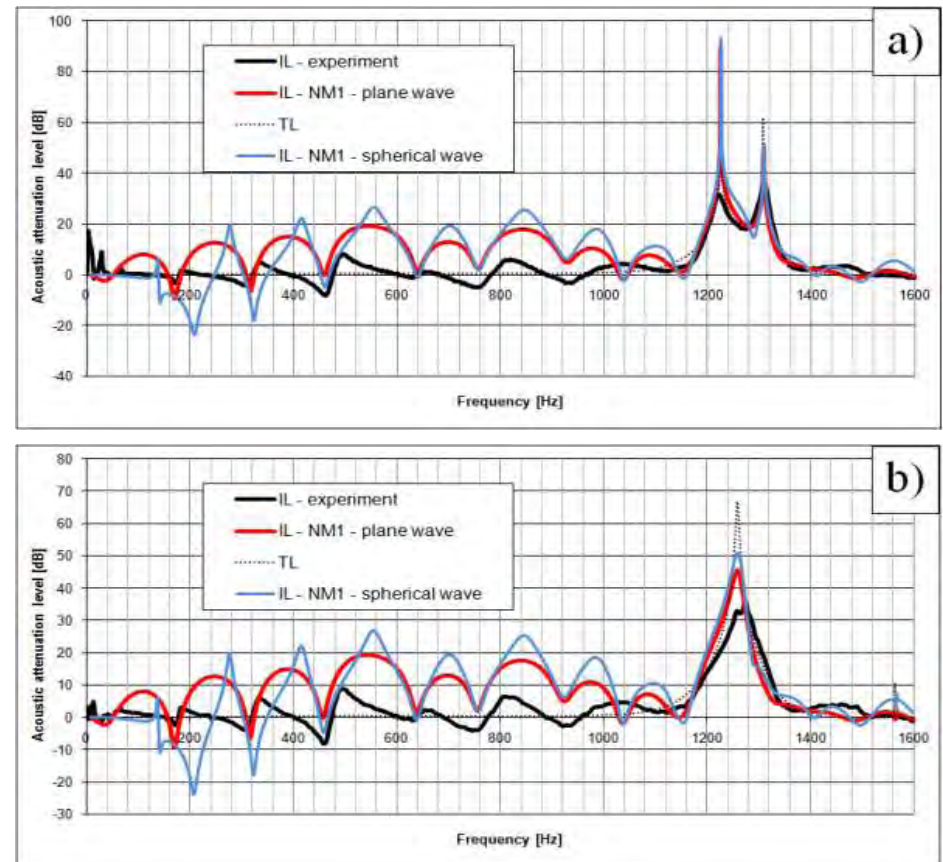 a)
100
80
60
40
20
0
-20
-40
Acoustic attenuation level [dB]
IL - experiment
IL - NM1 - plane wave
TL
IL - NM1 - spherical wave
0 200 400 600 800 1000 1200 1400 1600
Frequency [Hz]
b)
80
70
60
50
40
30
20
10
0
-10
-20
-30
Acoustic attenuation level [dB]
IL - experiment
IL - NM1 - plane wave
TL
IL - NM1 - spherical wave
0 200 400 600 800 1000 1200 1400 1600
Frequency [Hz]